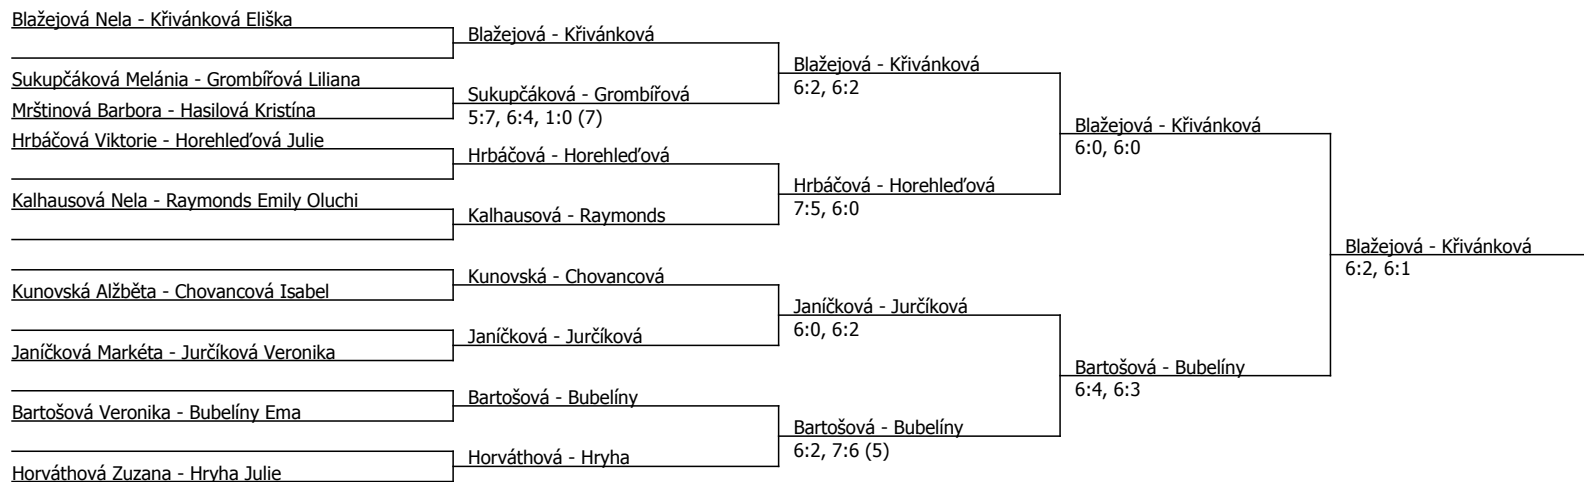 Blažejová Nela - Křivánková Eliška
Sukupčáková Melánia - Grombířová Liliana
Mrštinová Barbora - Hasilová Kristína
Hrbáčová Viktorie - Horehleďová Julie
Kalhausová Nela - Raymonds Emily Oluchi
Kunovská Alžběta - Chovancová Isabel
Janíčková Markéta - Jurčíková Veronika
Bartošová Veronika - Bubelíny Ema
Horváthová Zuzana - Hryha Julie
Blažejová - Křivánková
Sukupčáková - Grombířová
5:7, 6:4, 1:0 (7)
Hrbáčová - Horehleďová
Kalhausová - Raymonds
Kunovská - Chovancová
Janíčková - Jurčíková
Bartošová - Bubelíny
Horváthová - Hryha
Blažejová - Křivánková
6:2, 6:2
Hrbáčová - Horehleďová
7:5, 6:0
Janíčková - Jurčíková
6:0, 6:2
Bartošová - Bubelíny
6:2, 7:6 (5)
Blažejová - Křivánková
6:0, 6:0
Bartošová - Bubelíny
6:4, 6:3
Blažejová - Křivánková
6:2, 6:1